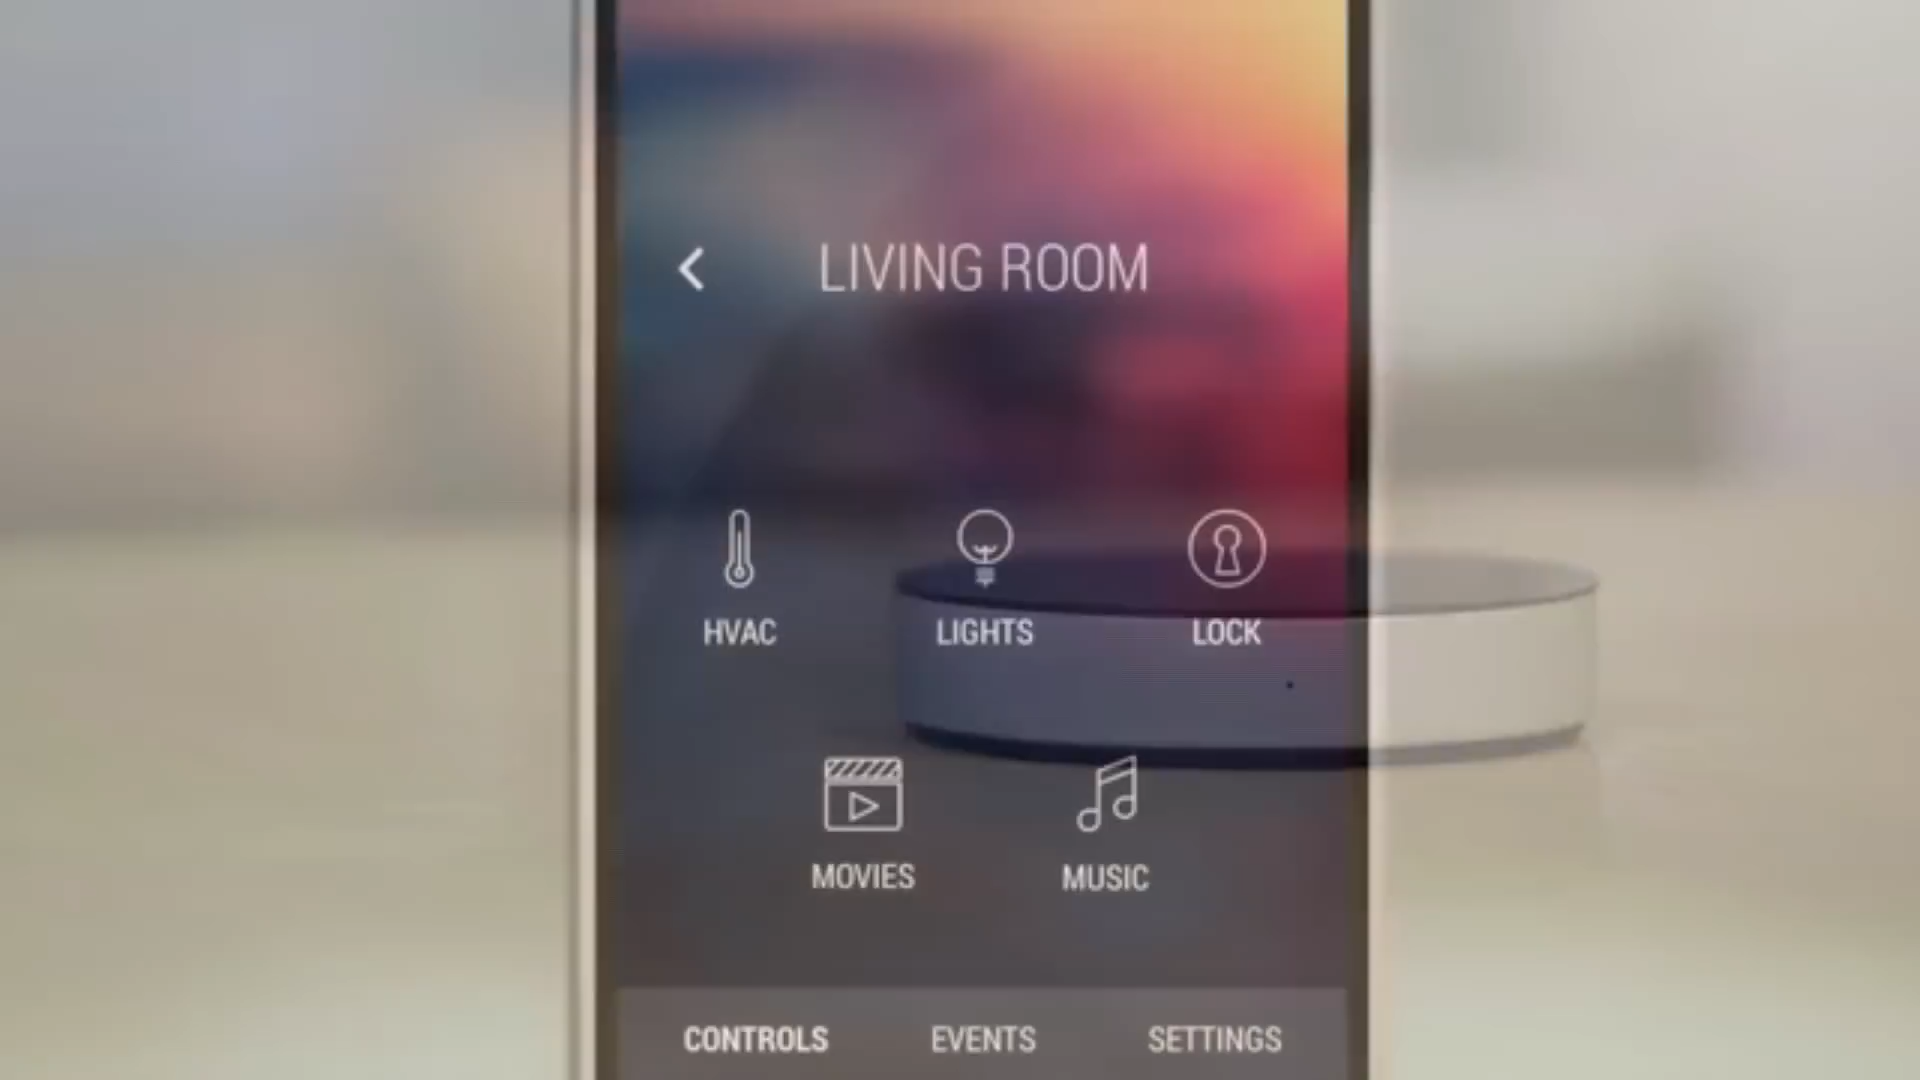 LIVING ROOM
HVAC
LIGHTS
LOCK
MOVIES
MUSIC
CONTROLS
EVENTS
SETTINGS